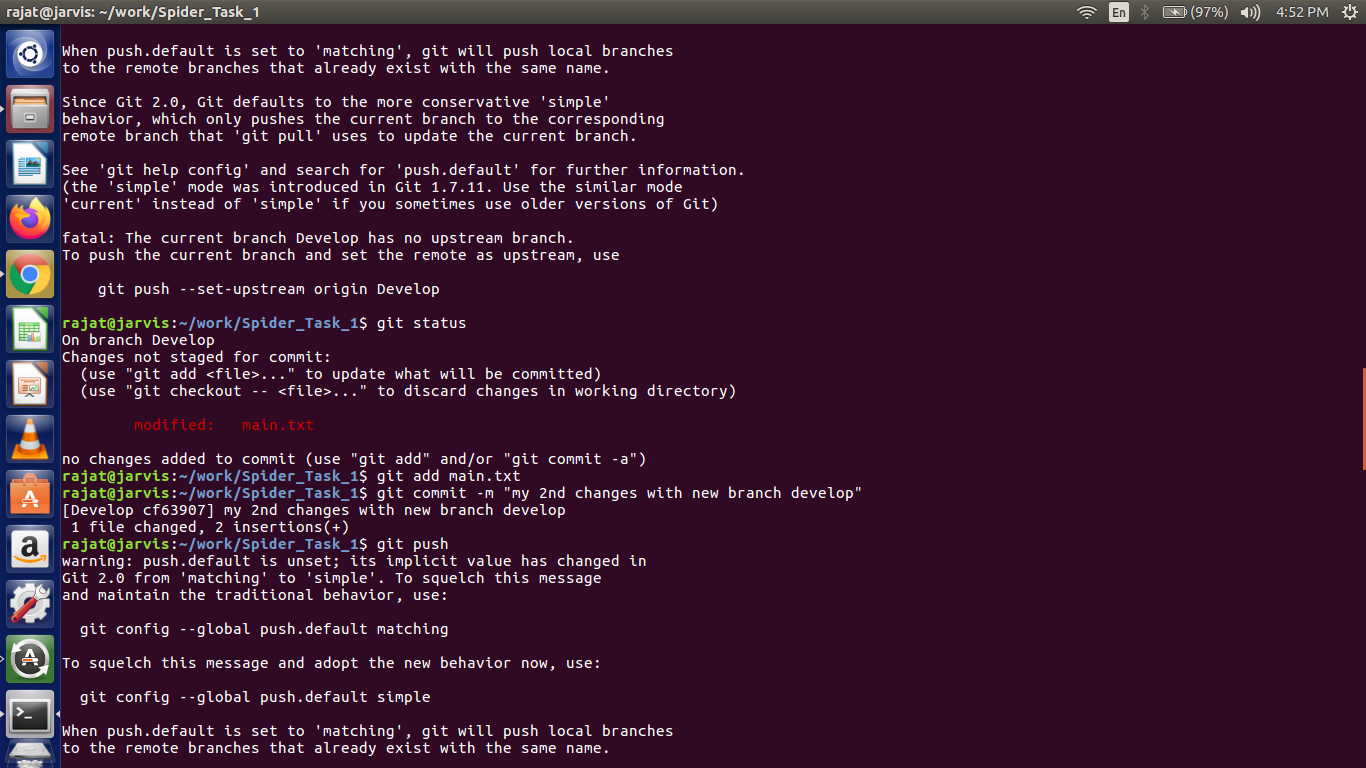 rajat@jarvis: ~/work/Spider_Task_1
En
(97%)
4:52 PM
When push.default is set to 'matching', git will push local branches
to the remote branches that already exist with the same name.
Since Git 2.0, Git defaults to the more conservative 'simple'
behavior, which only pushes the current branch to the corresponding
remote branch that 'git pull' uses to update the current branch.
See 'git help config' and search for 'push.default' for further information.
(the 'simple' mode was introduced in Git 1.7.11. Use the similar mode
'current' instead of 'simple' if you sometimes use older versions of Git)
fatal: The current branch Develop has no upstream branch.
To push the current branch and set the remote as upstream, use
git push --set-upstream origin Develop
rajat@jarvis:~/work/Spider_Task_1$ git status
On branch Develop
Changes not staged for commit:
(use "git add <file>..." to update what will be committed)
(use "git checkout -- <file>..." to discard changes in working directory)
modified:   main.txt
no changes added to commit (use "git add" and/or "git commit -a")
rajat@jarvis:~/work/Spider_Task_1$ git add main.txt
rajat@jarvis:~/work/Spider_Task_1$ git commit -m "my 2nd changes with new branch develop"
[Develop cf63907] my 2nd changes with new branch develop
1 file changed, 2 insertions(+)
rajat@jarvis:~/work/Spider_Task_1$ git push
warning: push.default is unset; its implicit value has changed in
Git 2.0 from 'matching' to 'simple'. To squelch this message
and maintain the traditional behavior, use:
git config --global push.default matching
To squelch this message and adopt the new behavior now, use:
git config --global push.default simple
When push.default is set to 'matching', git will push local branches
to the remote branches that already exist with the same name.